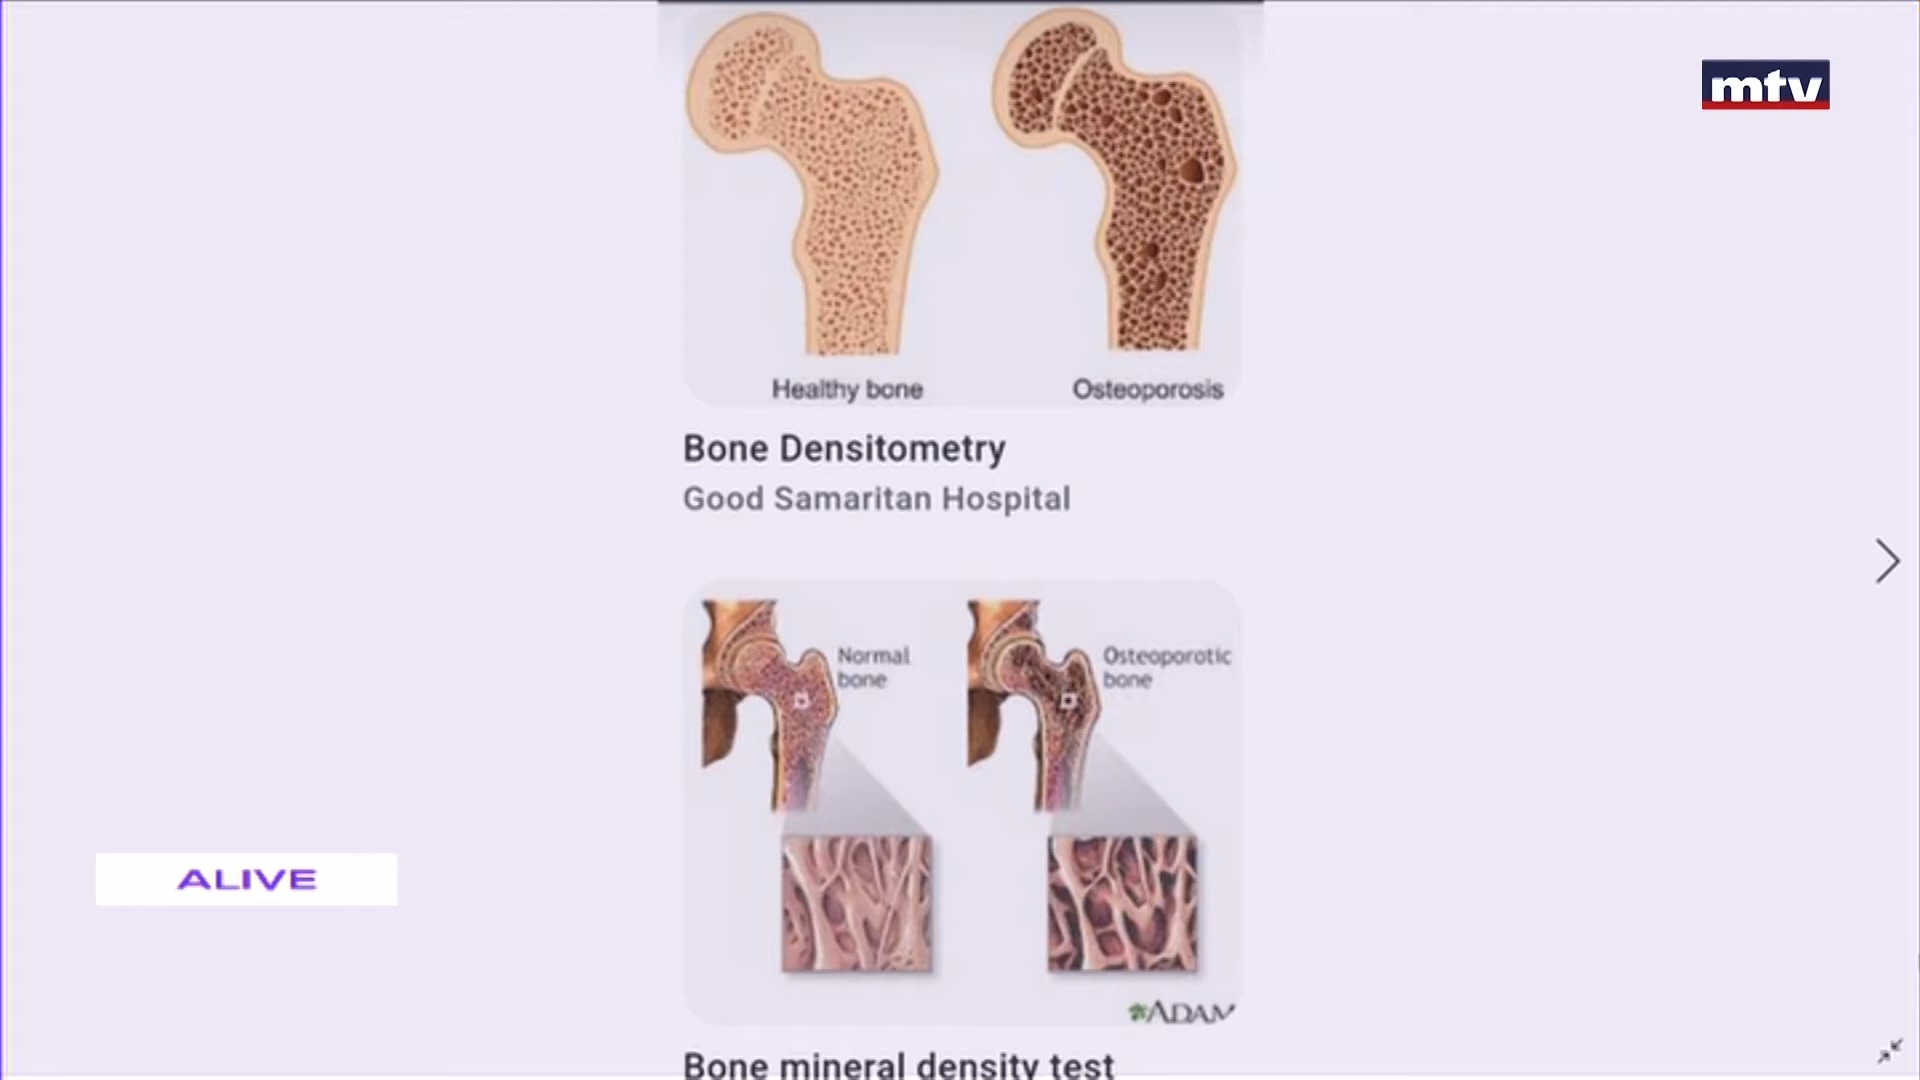 mtv
Healthy bone
Osteoporosis
Bone Densitometry
Good Samaritan Hospital
Normal
bone
Osteoporotic
bone
ALIVE
ADAM
Bone mineral density test